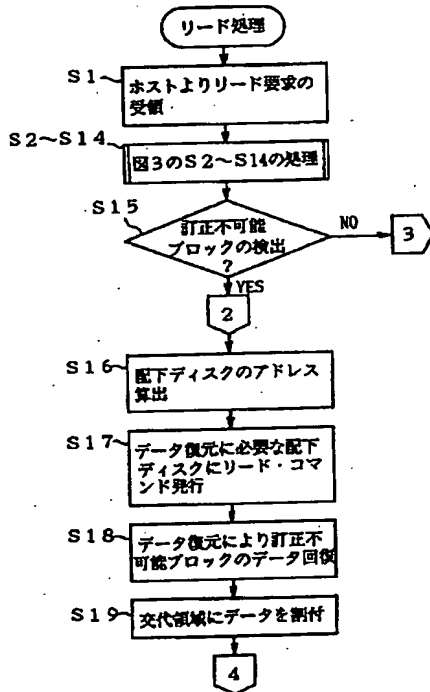 リード処理
S1
ホストよりリード要求の
受領
S2~S14
図3のS2~S14の処理
S15
訂正不可能
ブロックの検出
?
NO
3
YES
2
S16
配下ディスクのアドレス
算出
S17
データ復元に必要な配下
ディスクにリード・コマ
ンド発行
S18
データ復元により訂正不
可能ブロックのデータ回復
S19
交代領域にデータを割付
4